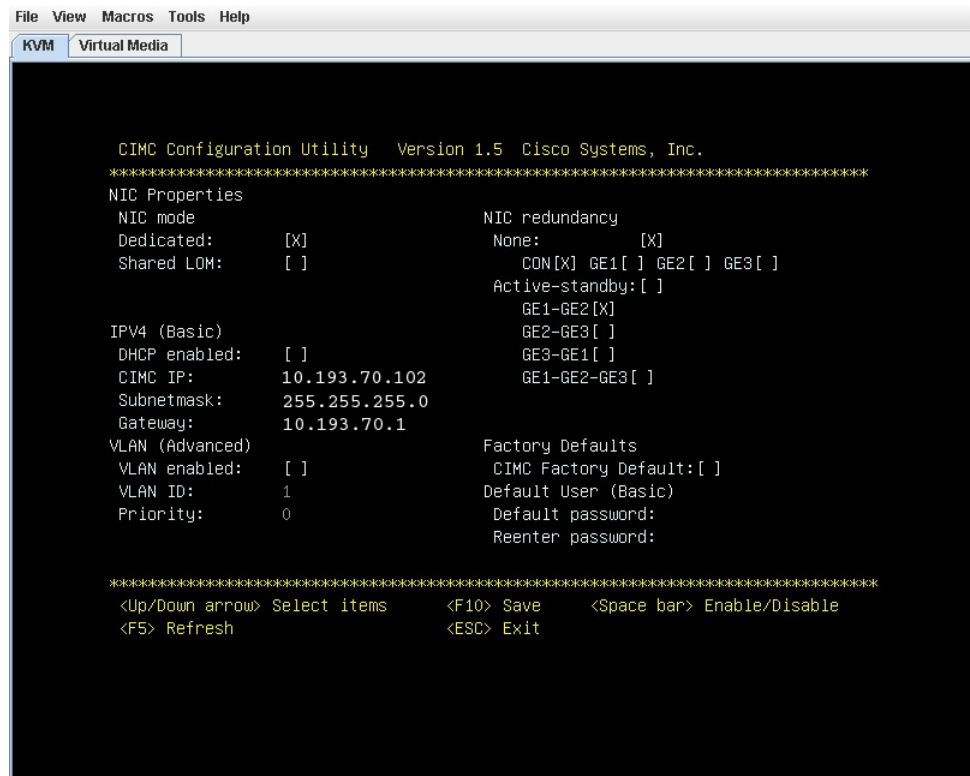 File View Macros Tools Help
KVM Virtual Media
CIMC Configuration Utility Version 1.5 Cisco Systems, Inc.
******************************************************************************
NIC Properties
NIC mode NIC redundancy
Dedicated: [X] None: [X]
Shared LOM: [ ] CON[X] GE1[ ] GE2[ ] GE3[ ]
Active-standby:[ ]
GE1-GE2[X]
IPV4 (Basic) GE2-GE3[ ]
DHCP enabled: [ ] GE3-GE1[ ]
CIMC IP: 10.193.70.102 GE1-GE2-GE3[ ]
Subnetmask: 255.255.255.0
Gateway: 10.193.70.1
VLAN (Advanced) Factory Defaults
VLAN enabled: [ ] CIMC Factory Default:[ ]
VLAN ID: 1 Default User (Basic)
Priority: 0 Default password:
Reenter password:
*******************************************************************************
<Up/Down arrow> Select items <F10> Save <Space bar> Enable/Disable
<F5> Refresh <ESC> Exit